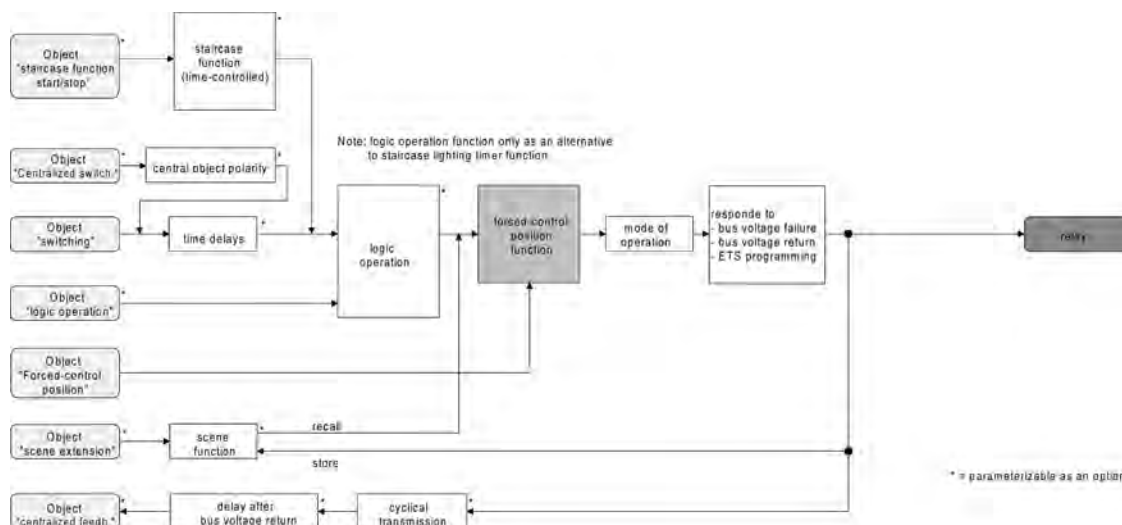 Object
"staircase function
start/stop"
*
staircase
function
(time-controlled)
*
Note: logic operation function only as an alternative
to staircase lighting timer function
Object
"Centralized switch."
*
central object polarity
*
Object
"switching"
*
time delays
*
logic
operation
*
forced-control
position
function
mode of
operation
responde to
- bus voltage failure
- bus voltage return
- ETS programming
relay
Object
"logic operation"
*
Object
"Forced-control
position"
Object
"scene extension"
*
scene
function
*
recall
store
* = parameterizable as an option
Object
"centralized feedb."
*
delay after
bus voltage return
*
cyclical
transmission
*